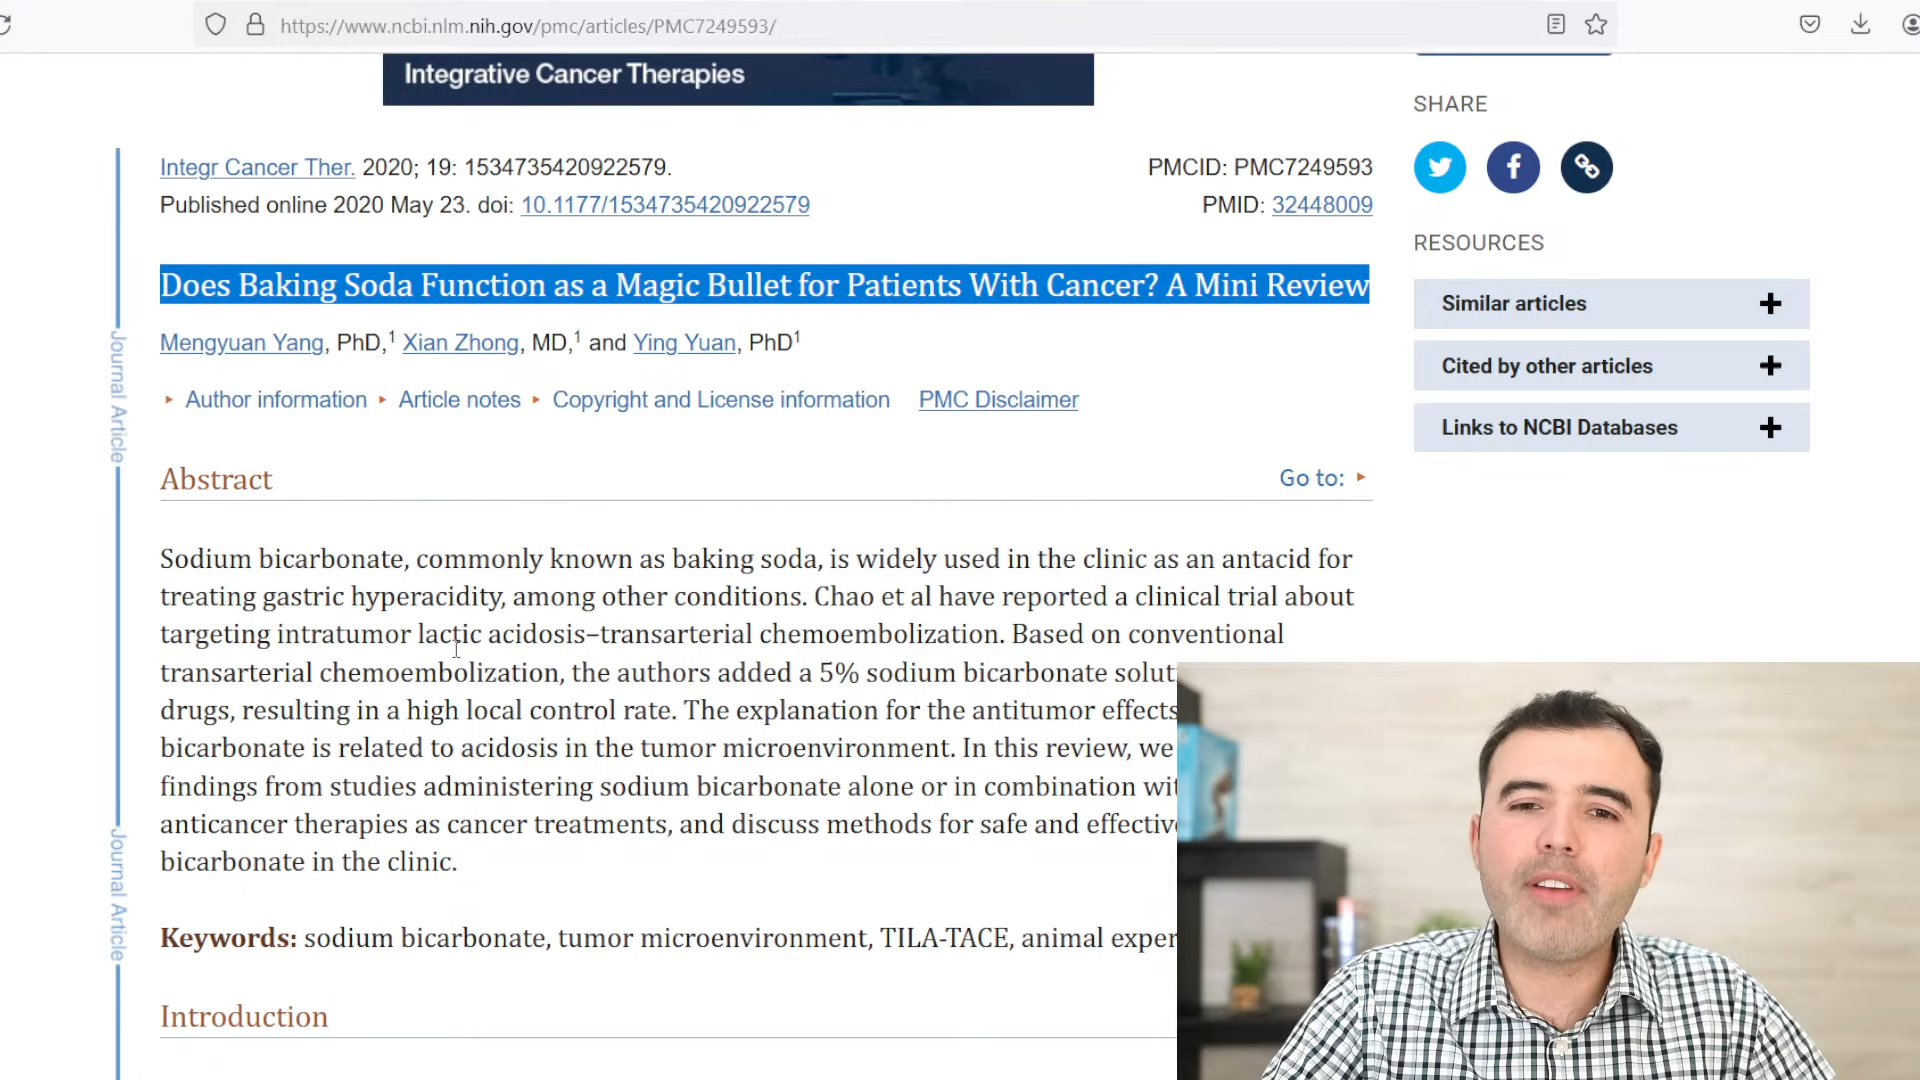 https://www.ncbi.nlm.nih.gov/pmc/articles/PMC7249593/
Integrative Cancer Therapies
Integr Cancer Ther. 2020; 19: 1534735420922579.
Published online 2020 May 23. doi: 10.1177/1534735420922579
PMCID: PMC7249593
PMID: 32448009
Does Baking Soda Function as a Magic Bullet for Patients With Cancer? A Mini Review
Mengyuan Yang, PhD,1 Xian Zhong, MD,1 and Ying Yuan, PhD1
Author information Article notes Copyright and License information PMC Disclaimer
Abstract
Go to:
Sodium bicarbonate, commonly known as baking soda, is widely used in the clinic as an antacid for
treating gastric hyperacidity, among other conditions. Chao et al have reported a clinical trial about
targeting intratumor lactic acidosis–transarterial chemoembolization. Based on conventional
transarterial chemoembolization, the authors added a 5% sodium bicarbonate solut
drugs, resulting in a high local control rate. The explanation for the antitumor effects
bicarbonate is related to acidosis in the tumor microenvironment. In this review, we
findings from studies administering sodium bicarbonate alone or in combination wit
anticancer therapies as cancer treatments, and discuss methods for safe and effectiv
bicarbonate in the clinic.
Keywords: sodium bicarbonate, tumor microenvironment, TILA-TACE, animal exper
Introduction
Journal Article
Journal Article
SHARE
RESOURCES
Similar articles
Cited by other articles
Links to NCBI Databases